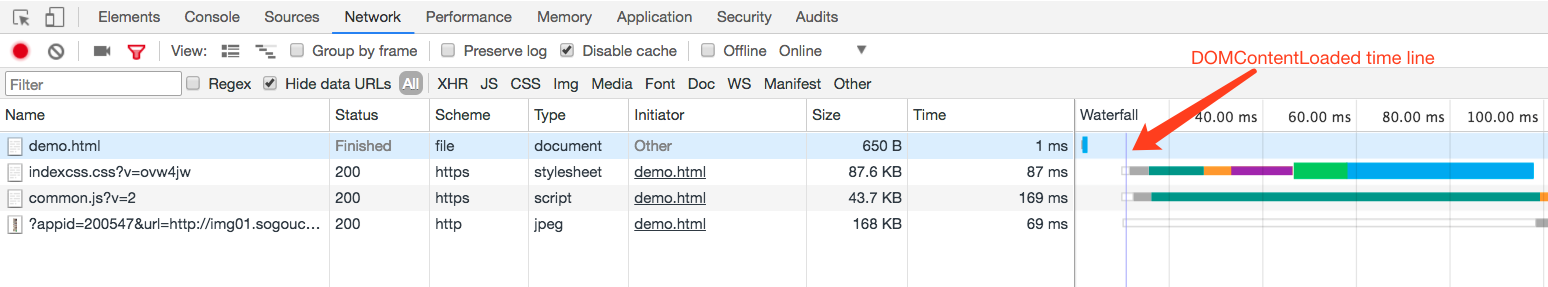 Elements Console Sources Network Performance Memory Application Security Audits
View: Group by frame Preserve log Disable cache Offline Online
DOMContentLoaded time line
Filter Regex Hide data URLs All XHR JS CSS Img Media Font Doc WS Manifest Other
Name Status Scheme Type Initiator Size Time Waterfall 40.00 ms 60.00 ms 80.00 ms 100.00 ms
demo.html Finished file document Other 650 B 1 ms
indexcss.css?v=ovw4jw 200 https stylesheet demo.html 87.6 KB 87 ms
common.js?v=2 200 https script demo.html 43.7 KB 169 ms
?appid=200547&url=http://img01.sogouc... 200 http jpeg demo.html 168 KB 69 ms